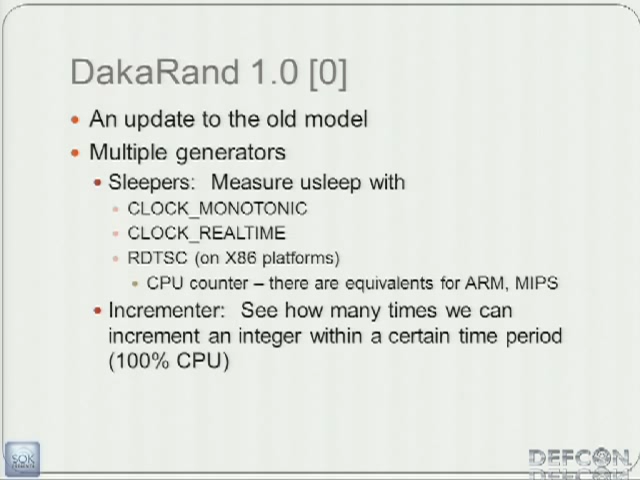 DakaRand 1.0 [0]
• An update to the old model
• Multiple generators
• Sleepers: Measure usleep with
• CLOCK_MONOTONIC
• CLOCK_REALTIME
• RDTSC (on X86 platforms)
• CPU counter – there are equivalents for ARM, MIPS
• Incrementer: See how many times we can
increment an integer within a certain time period
(100% CPU)
SOK
DEFCON